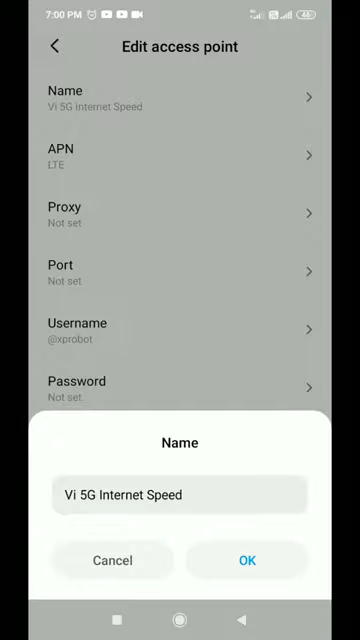 7:00 PM
46
Edit access point
Name
Vi 5G Internet Speed
APN
LTE
Proxy
Not set
Port
Not set
Username
@xprobot
Password
Not set
Name
Vi 5G Internet Speed
Cancel
OK